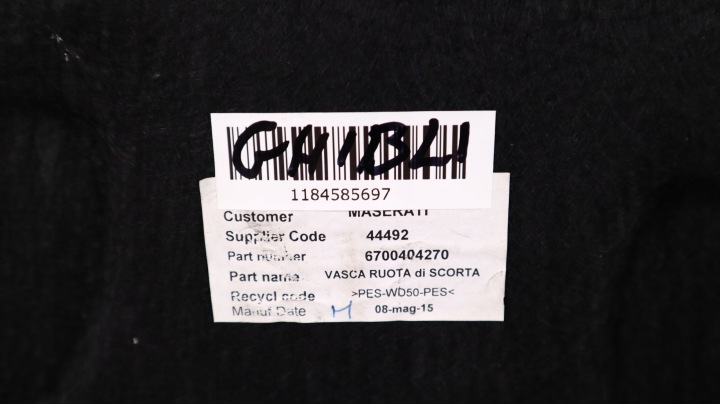 GHIBLI
1184585697
Customer MASERATI
Supplier Code 44492
Part number 6700404270
Part name VASCA RUOTA di SCORTA
Recycl code >PES-WD50-PES<
Manuf Date M 08-mag-15